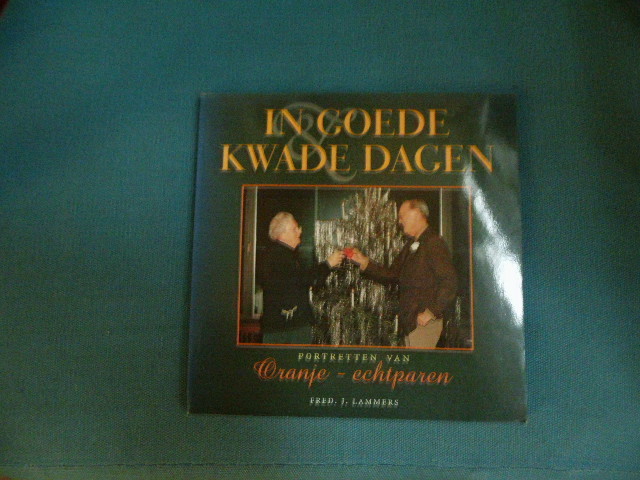 IN GOEDE
&
KWADE DAGEN
PORTRETTEN VAN
Oranje - echtparen
FRED. J. LAMMERS